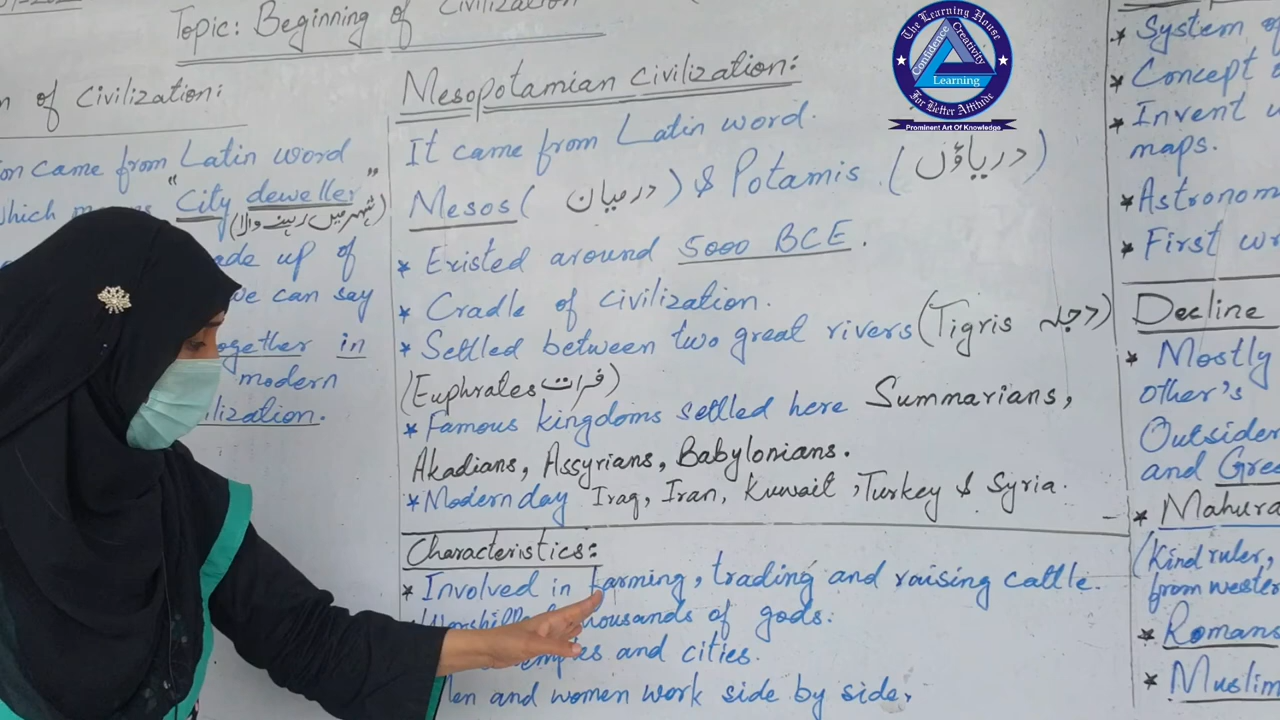 Topic: Beginning of Civilization
of Civilization:
came from Latin word
"City deweller"
(شہر میں رہنے والا)
ade up of
we can say
ogether in
modern
ilization.
Mesopotamian civilization:
It came from Latin word.
Mesos (درمیان) & Potamis (دریاؤں)
* Existed around 5000 BCE.
* Cradle of civilization.
* Settled between two great rivers (Tigris دجلہ)
(Euphrates فرات)
* Famous kingdoms settled here Summarians,
Akadians, Assyrians, Babylonians.
* Modern day Iraq, Iran, Kuwait, Turkey & Syria.
Characteristics:
* Involved in farming, trading and raising cattle.
thousands of gods.
and cities.
en and women work side by side,
* System of
* Concept
* Invent
maps.
* Astronom
* First
Decline
* Mostly
other's
Outsider
and Gre
* Mahura
(Kind ruler,
from wester
* Romans
* Muslim
The Learning House
Confidence
Creativity
Learning
For Better Attitude
Prominent Art Of Knowledge